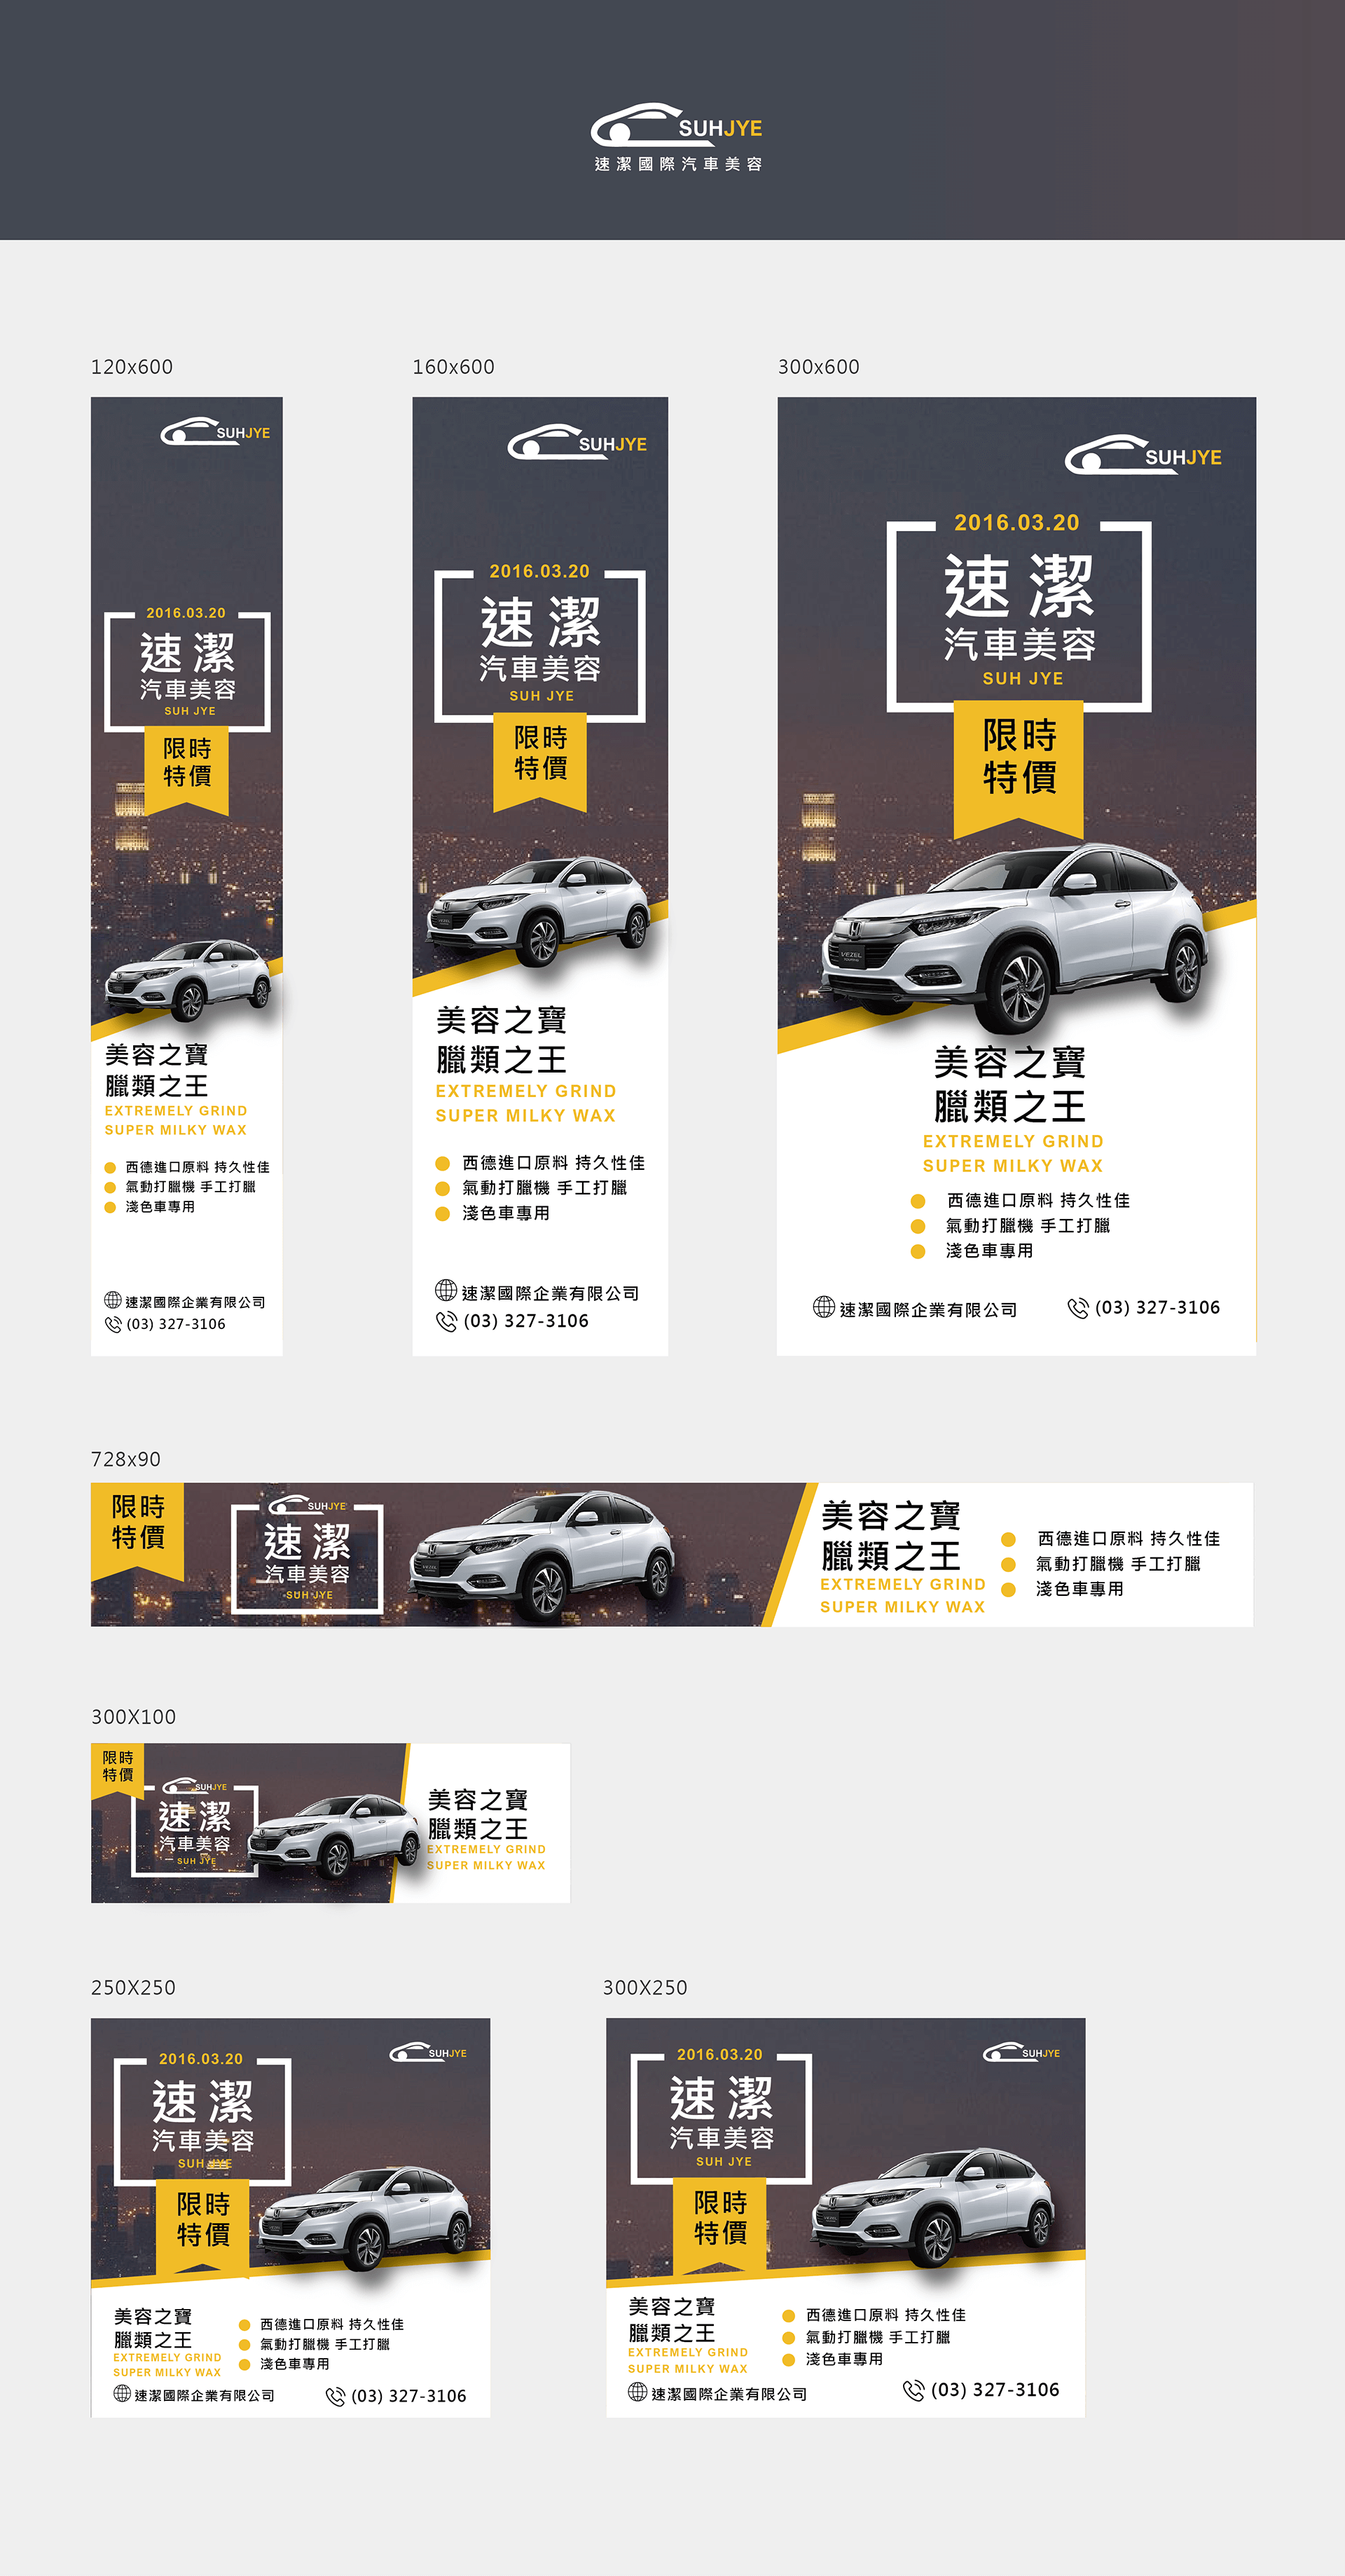 SUHJYE
速潔國際汽車美容
120x600
SUHJYE
2016.03.20
速潔
汽車美容
SUH JYE
限時
特價
美容之寶
臘類之王
EXTREMELY GRIND
SUPER MILKY WAX
西德進口原料 持久性佳
氣動打臘機 手工打臘
淺色車專用
速潔國際企業有限公司
(03) 327-3106
160x600
SUHJYE
2016.03.20
速潔
汽車美容
SUH JYE
限時
特價
美容之寶
臘類之王
EXTREMELY GRIND
SUPER MILKY WAX
西德進口原料 持久性佳
氣動打臘機 手工打臘
淺色車專用
速潔國際企業有限公司
(03) 327-3106
300x600
SUHJYE
2016.03.20
速潔
汽車美容
SUH JYE
限時
特價
VEZEL
美容之寶
臘類之王
EXTREMELY GRIND
SUPER MILKY WAX
西德進口原料 持久性佳
氣動打臘機 手工打臘
淺色車專用
速潔國際企業有限公司
(03) 327-3106
728x90
限時
特價
SUHJYE
速潔
汽車美容
SUH JYE
美容之寶
臘類之王
EXTREMELY GRIND
SUPER MILKY WAX
西德進口原料 持久性佳
氣動打臘機 手工打臘
淺色車專用
300X100
限時
特價
SUHJYE
速潔
汽車美容
SUH JYE
美容之寶
臘類之王
EXTREMELY GRIND
SUPER MILKY WAX
250X250
2016.03.20
SUHJYE
速潔
汽車美容
SUH JYE
限時
特價
美容之寶
臘類之王
EXTREMELY GRIND
SUPER MILKY WAX
西德進口原料 持久性佳
氣動打臘機 手工打臘
淺色車專用
速潔國際企業有限公司
(03) 327-3106
300X250
2016.03.20
SUHJYE
速潔
汽車美容
SUH JYE
限時
特價
美容之寶
臘類之王
EXTREMELY GRIND
SUPER MILKY WAX
西德進口原料 持久性佳
氣動打臘機 手工打臘
淺色車專用
速潔國際企業有限公司
(03) 327-3106